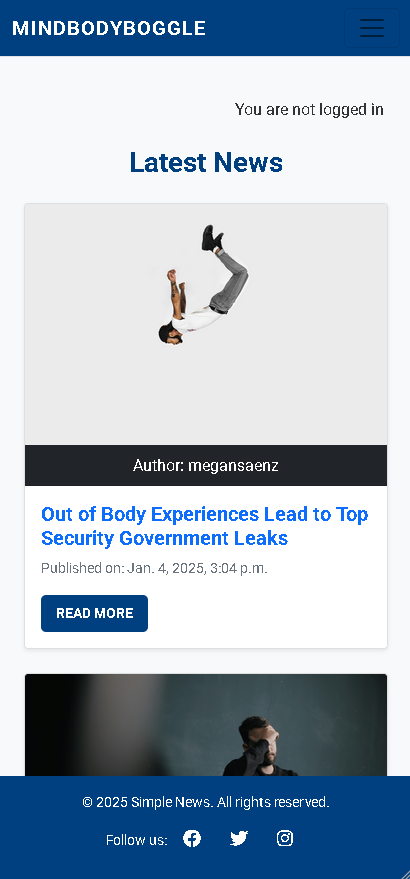 MINDBODYBOGGLE
You are not logged in
Latest News
Author: megansaenz
Out of Body Experiences Lead to Top
Security Government Leaks
Published on: Jan. 4, 2025, 3:04 p.m.
READ MORE
© 2025 Simple News. All rights reserved.
Follow us: